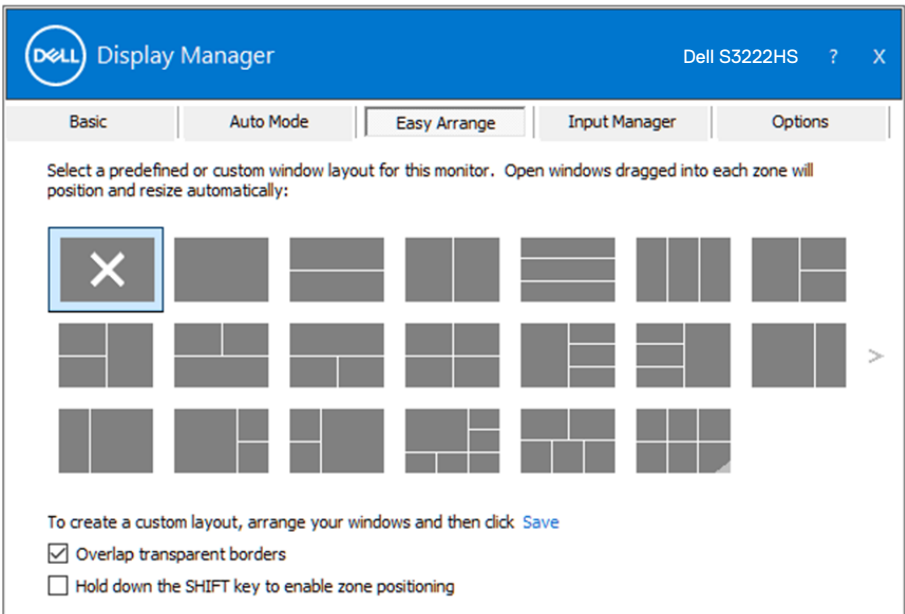 DELL Display Manager Dell S3222HS ? X
Basic Auto Mode Easy Arrange Input Manager Options
Select a predefined or custom window layout for this monitor. Open windows dragged into each zone will
position and resize automatically:
>
To create a custom layout, arrange your windows and then click Save
Overlap transparent borders
Hold down the SHIFT key to enable zone positioning